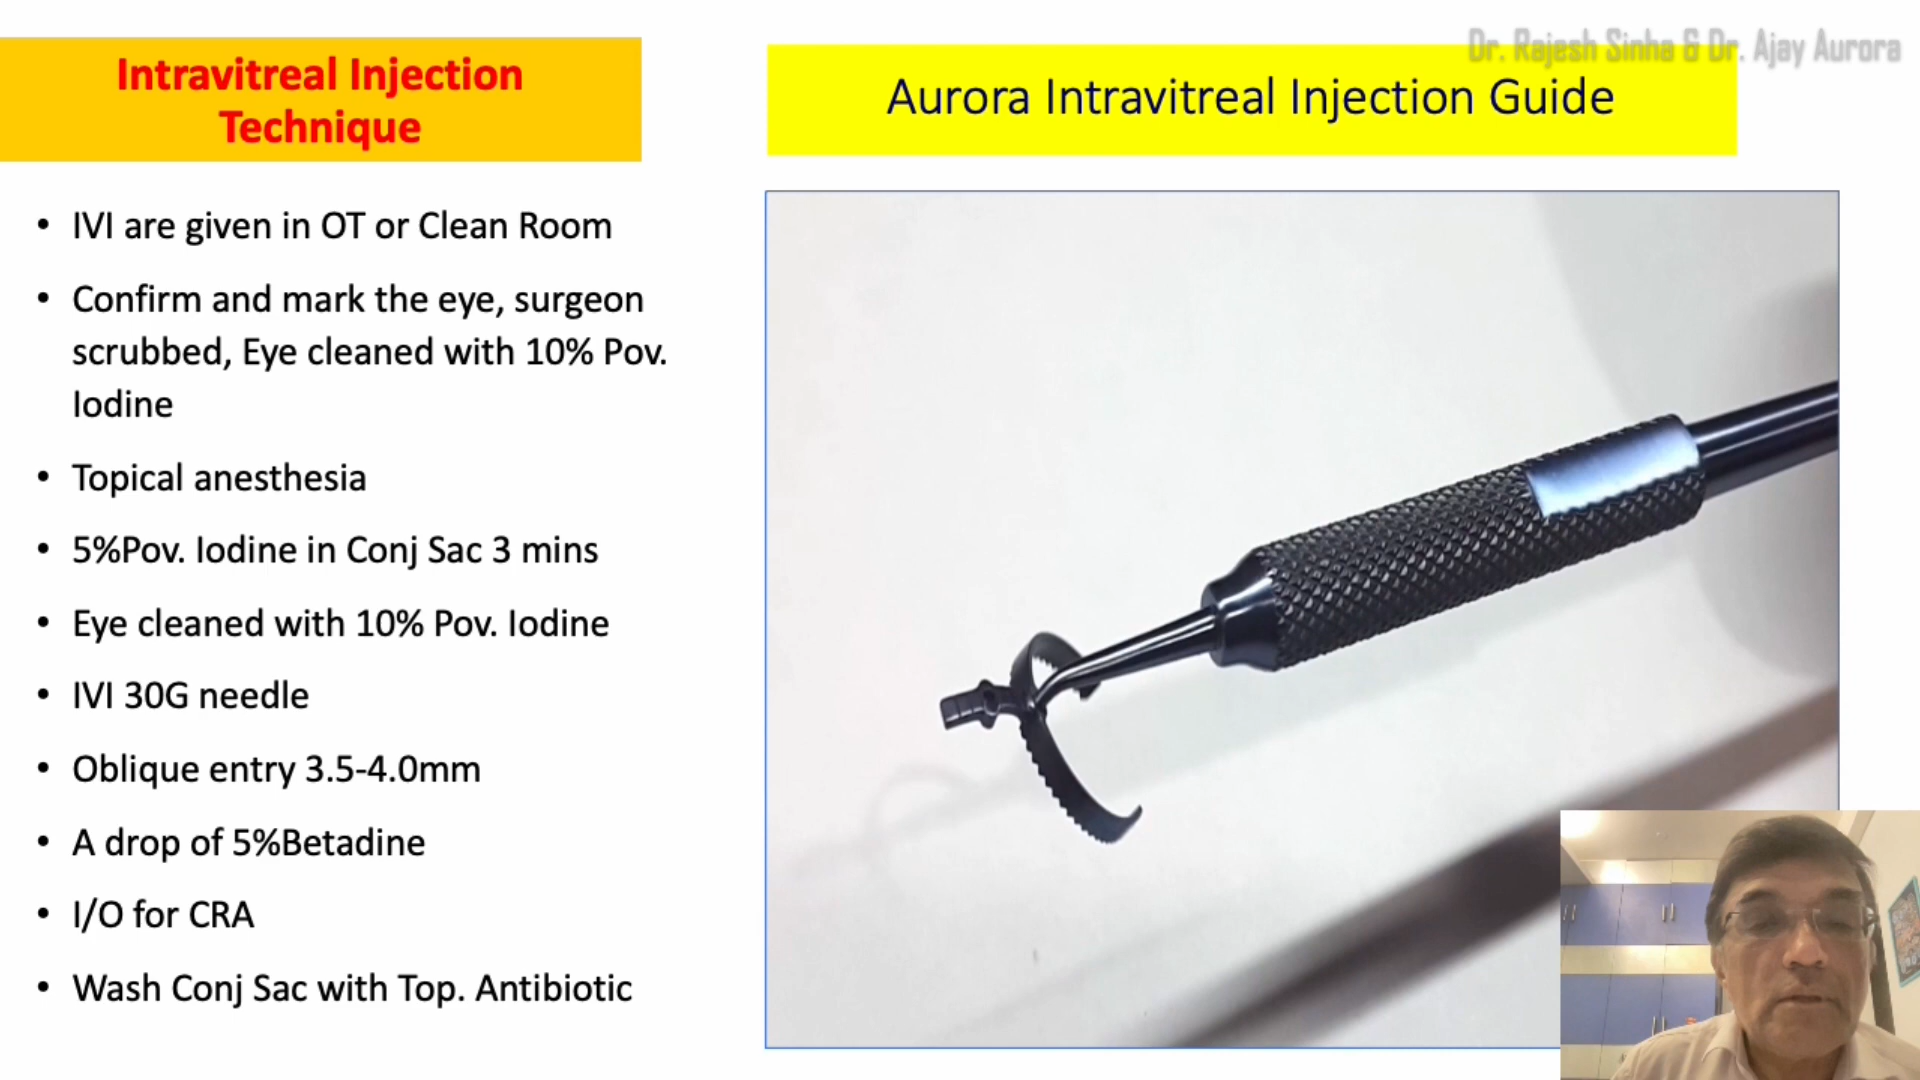 Dr. Rajesh Sinha & Dr. Ajay Aurora
Intravitreal Injection
Technique
Aurora Intravitreal Injection Guide
• IVI are given in OT or Clean Room
• Confirm and mark the eye, surgeon
scrubbed, Eye cleaned with 10% Pov.
Iodine
• Topical anesthesia
• 5%Pov. Iodine in Conj Sac 3 mins
• Eye cleaned with 10% Pov. Iodine
• IVI 30G needle
• Oblique entry 3.5-4.0mm
• A drop of 5%Betadine
• I/O for CRA
• Wash Conj Sac with Top. Antibiotic